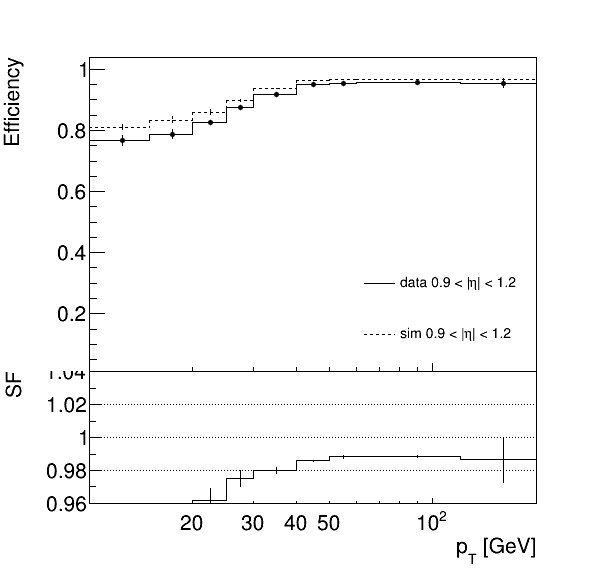 Efficiency
1
0.8
0.6
0.4
0.2
data 0.9 < |η| < 1.2
sim 0.9 < |η| < 1.2
SF
1.04
1.02
1
0.98
0.96
20 30 40 50 10²
p_T [GeV]